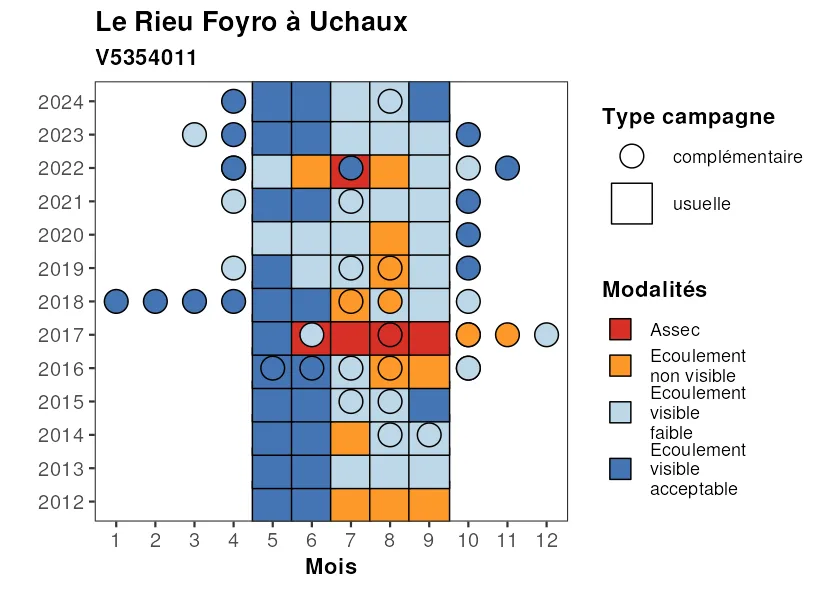 Le Rieu Foyro à Uchaux
V5354011
2024
2023
2022
2021
2020
2019
2018
2017
2016
2015
2014
2013
2012
1 2 3 4 5 6 7 8 9 10 11 12
Mois
Type campagne
complémentaire
usuelle
Modalités
Assec
Ecoulement
non visible
Ecoulement
visible
faible
Ecoulement
visible
acceptable